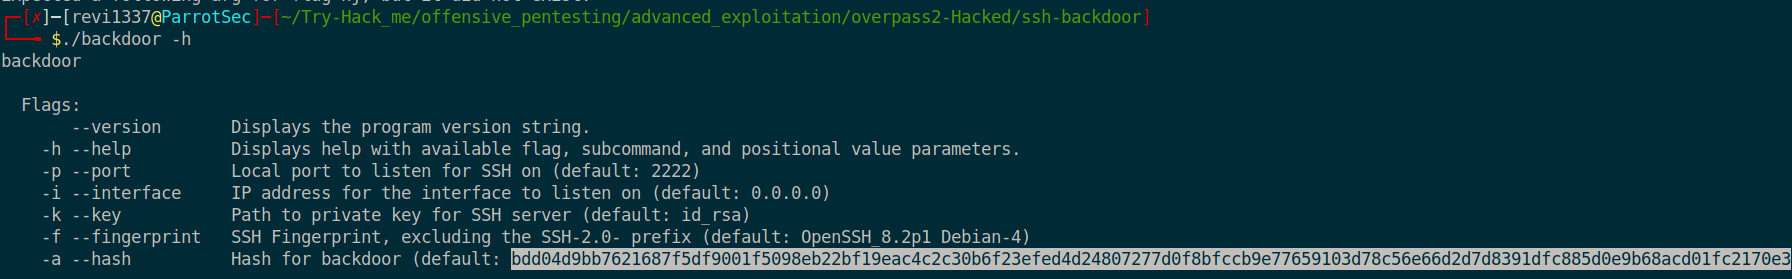 ┌─[✗]─[revi1337@ParrotSec]─[~/Try-Hack_me/offensive_pentesting/advanced_exploitation/overpass2-Hacked/ssh-backdoor]
└──╼ $./backdoor -h
backdoor
Flags:
--version Displays the program version string.
-h --help Displays help with available flag, subcommand, and positional value parameters.
-p --port Local port to listen for SSH on (default: 2222)
-i --interface IP address for the interface to listen on (default: 0.0.0.0)
-k --key Path to private key for SSH server (default: id_rsa)
-f --fingerprint SSH Fingerprint, excluding the SSH-2.0- prefix (default: OpenSSH_8.2p1 Debian-4)
-a --hash Hash for backdoor (default: bdd04d9bb7621687f5df9001f5098eb22bf19eac4c2c30b6f23efed4d24807277d0f8bfccb9e77659103d78c56e66d2d7d8391dfc885d0e9b68acd01fc2170e3